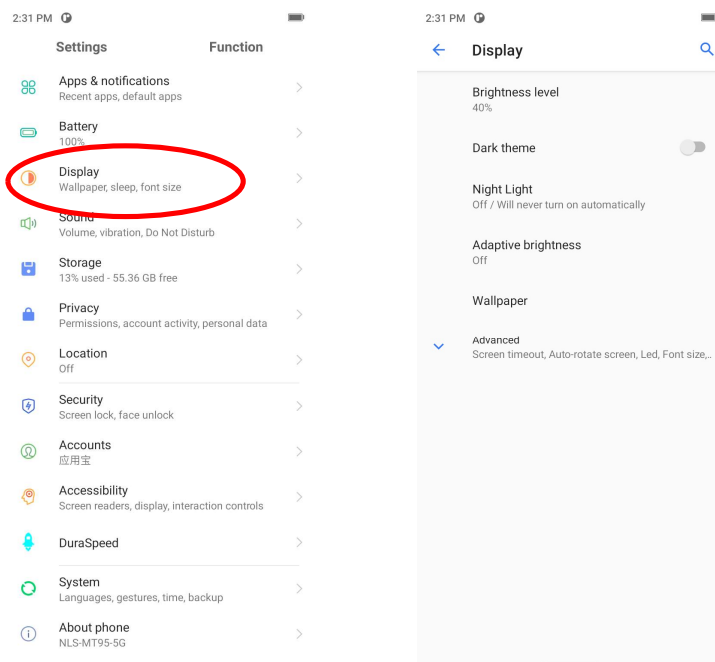 2:31 PM
Settings Function
Apps & notifications
Recent apps, default apps
Battery
100%
Display
Wallpaper, sleep, font size
Sound
Volume, vibration, Do Not Disturb
Storage
13% used - 55.36 GB free
Privacy
Permissions, account activity, personal data
Location
Off
Security
Screen lock, face unlock
Accounts
应用宝
Accessibility
Screen readers, display, interaction controls
DuraSpeed
System
Languages, gestures, time, backup
About phone
NLS-MT95-5G
2:31 PM
Display
Brightness level
40%
Dark theme
Night Light
Off / Will never turn on automatically
Adaptive brightness
Off
Wallpaper
Advanced
Screen timeout, Auto-rotate screen, Led, Font size,..